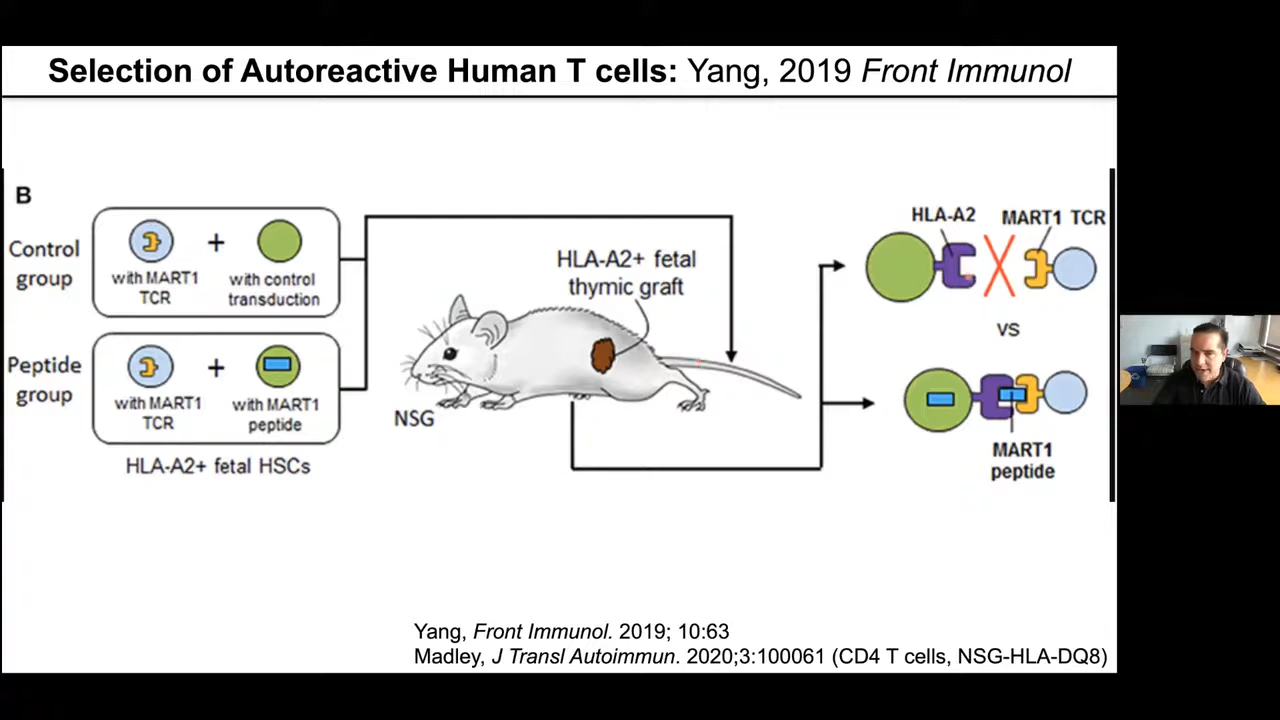 Selection of Autoreactive Human T cells: Yang, 2019 Front Immunol
B
Control
group
with MART1
TCR
+
with control
transduction
Peptide
group
with MART1
TCR
+
with MART1
peptide
HLA-A2+ fetal HSCs
HLA-A2+ fetal
thymic graft
NSG
HLA-A2
MART1 TCR
VS
MART1
peptide
Yang, Front Immunol. 2019; 10:63
Madley, J Transl Autoimmun. 2020;3:100061 (CD4 T cells, NSG-HLA-DQ8)